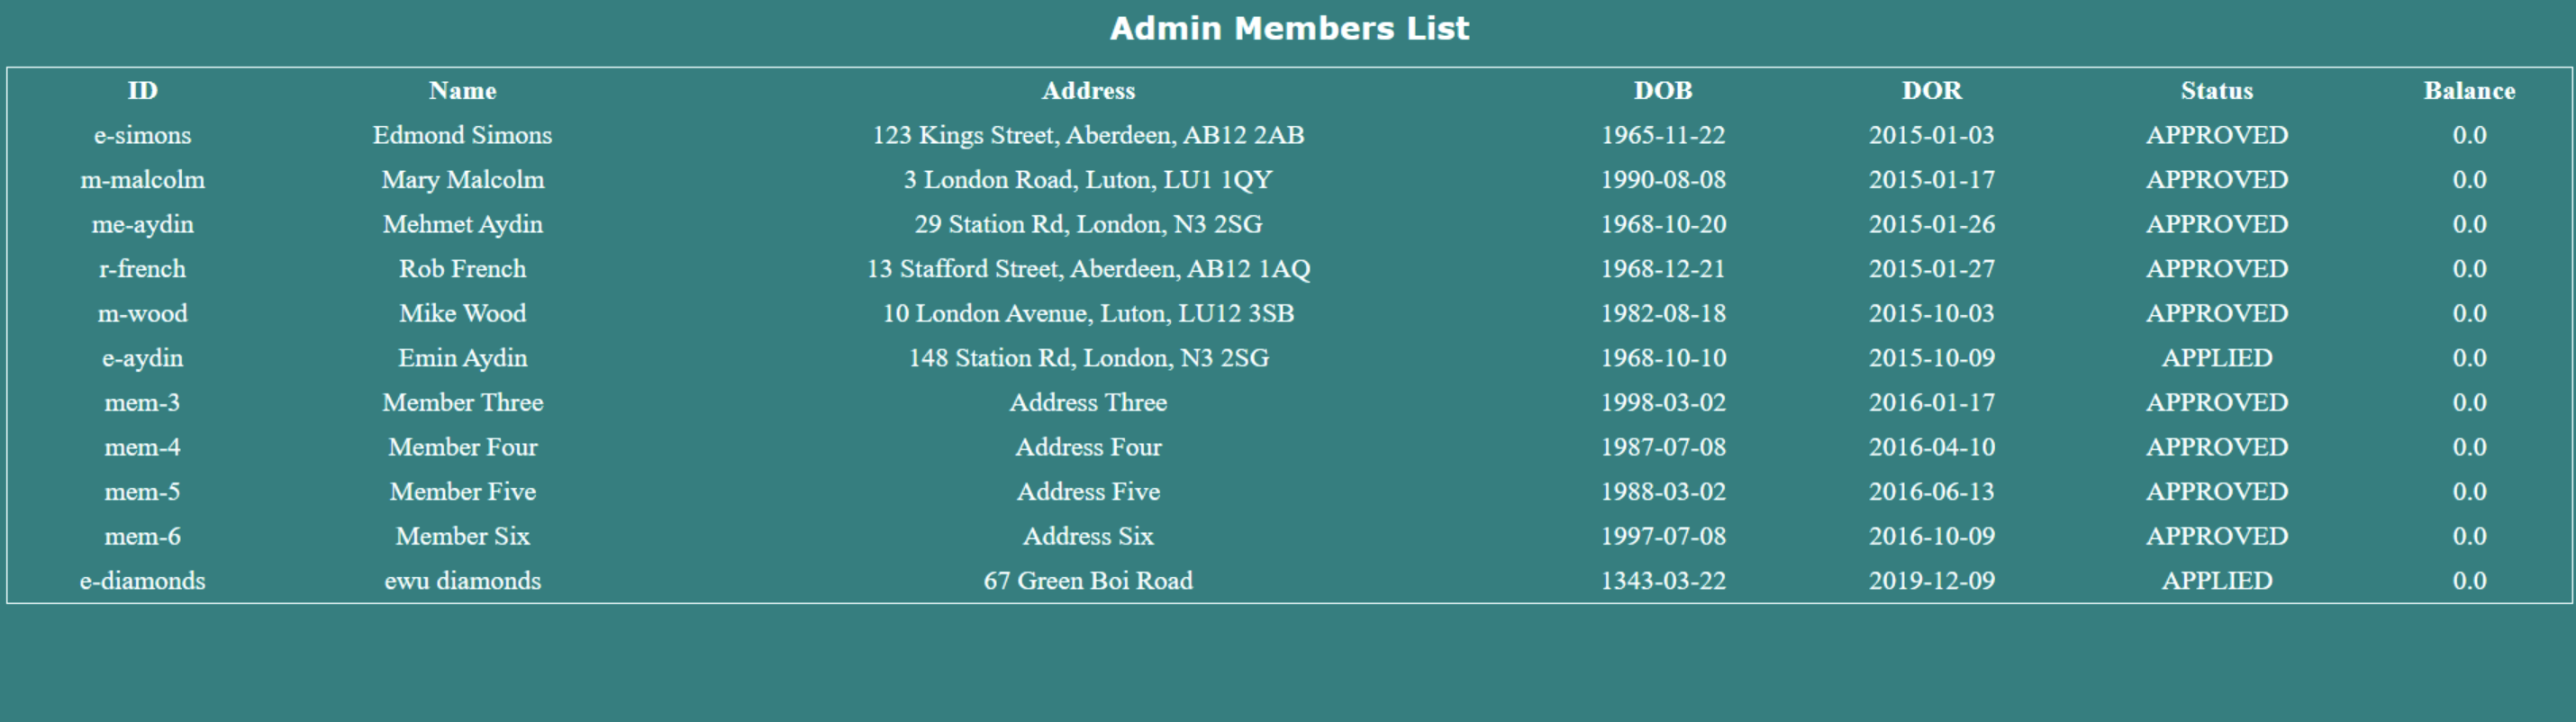 Admin Members List
ID Name Address DOB DOR Status Balance
e-simons Edmond Simons 123 Kings Street, Aberdeen, AB12 2AB 1965-11-22 2015-01-03 APPROVED 0.0
m-malcolm Mary Malcolm 3 London Road, Luton, LU1 1QY 1990-08-08 2015-01-17 APPROVED 0.0
me-aydin Mehmet Aydin 29 Station Rd, London, N3 2SG 1968-10-20 2015-01-26 APPROVED 0.0
r-french Rob French 13 Stafford Street, Aberdeen, AB12 1AQ 1968-12-21 2015-01-27 APPROVED 0.0
m-wood Mike Wood 10 London Avenue, Luton, LU12 3SB 1982-08-18 2015-10-03 APPROVED 0.0
e-aydin Emin Aydin 148 Station Rd, London, N3 2SG 1968-10-10 2015-10-09 APPLIED 0.0
mem-3 Member Three Address Three 1998-03-02 2016-01-17 APPROVED 0.0
mem-4 Member Four Address Four 1987-07-08 2016-04-10 APPROVED 0.0
mem-5 Member Five Address Five 1988-03-02 2016-06-13 APPROVED 0.0
mem-6 Member Six Address Six 1997-07-08 2016-10-09 APPROVED 0.0
e-diamonds ewu diamonds 67 Green Boi Road 1343-03-22 2019-12-09 APPLIED 0.0